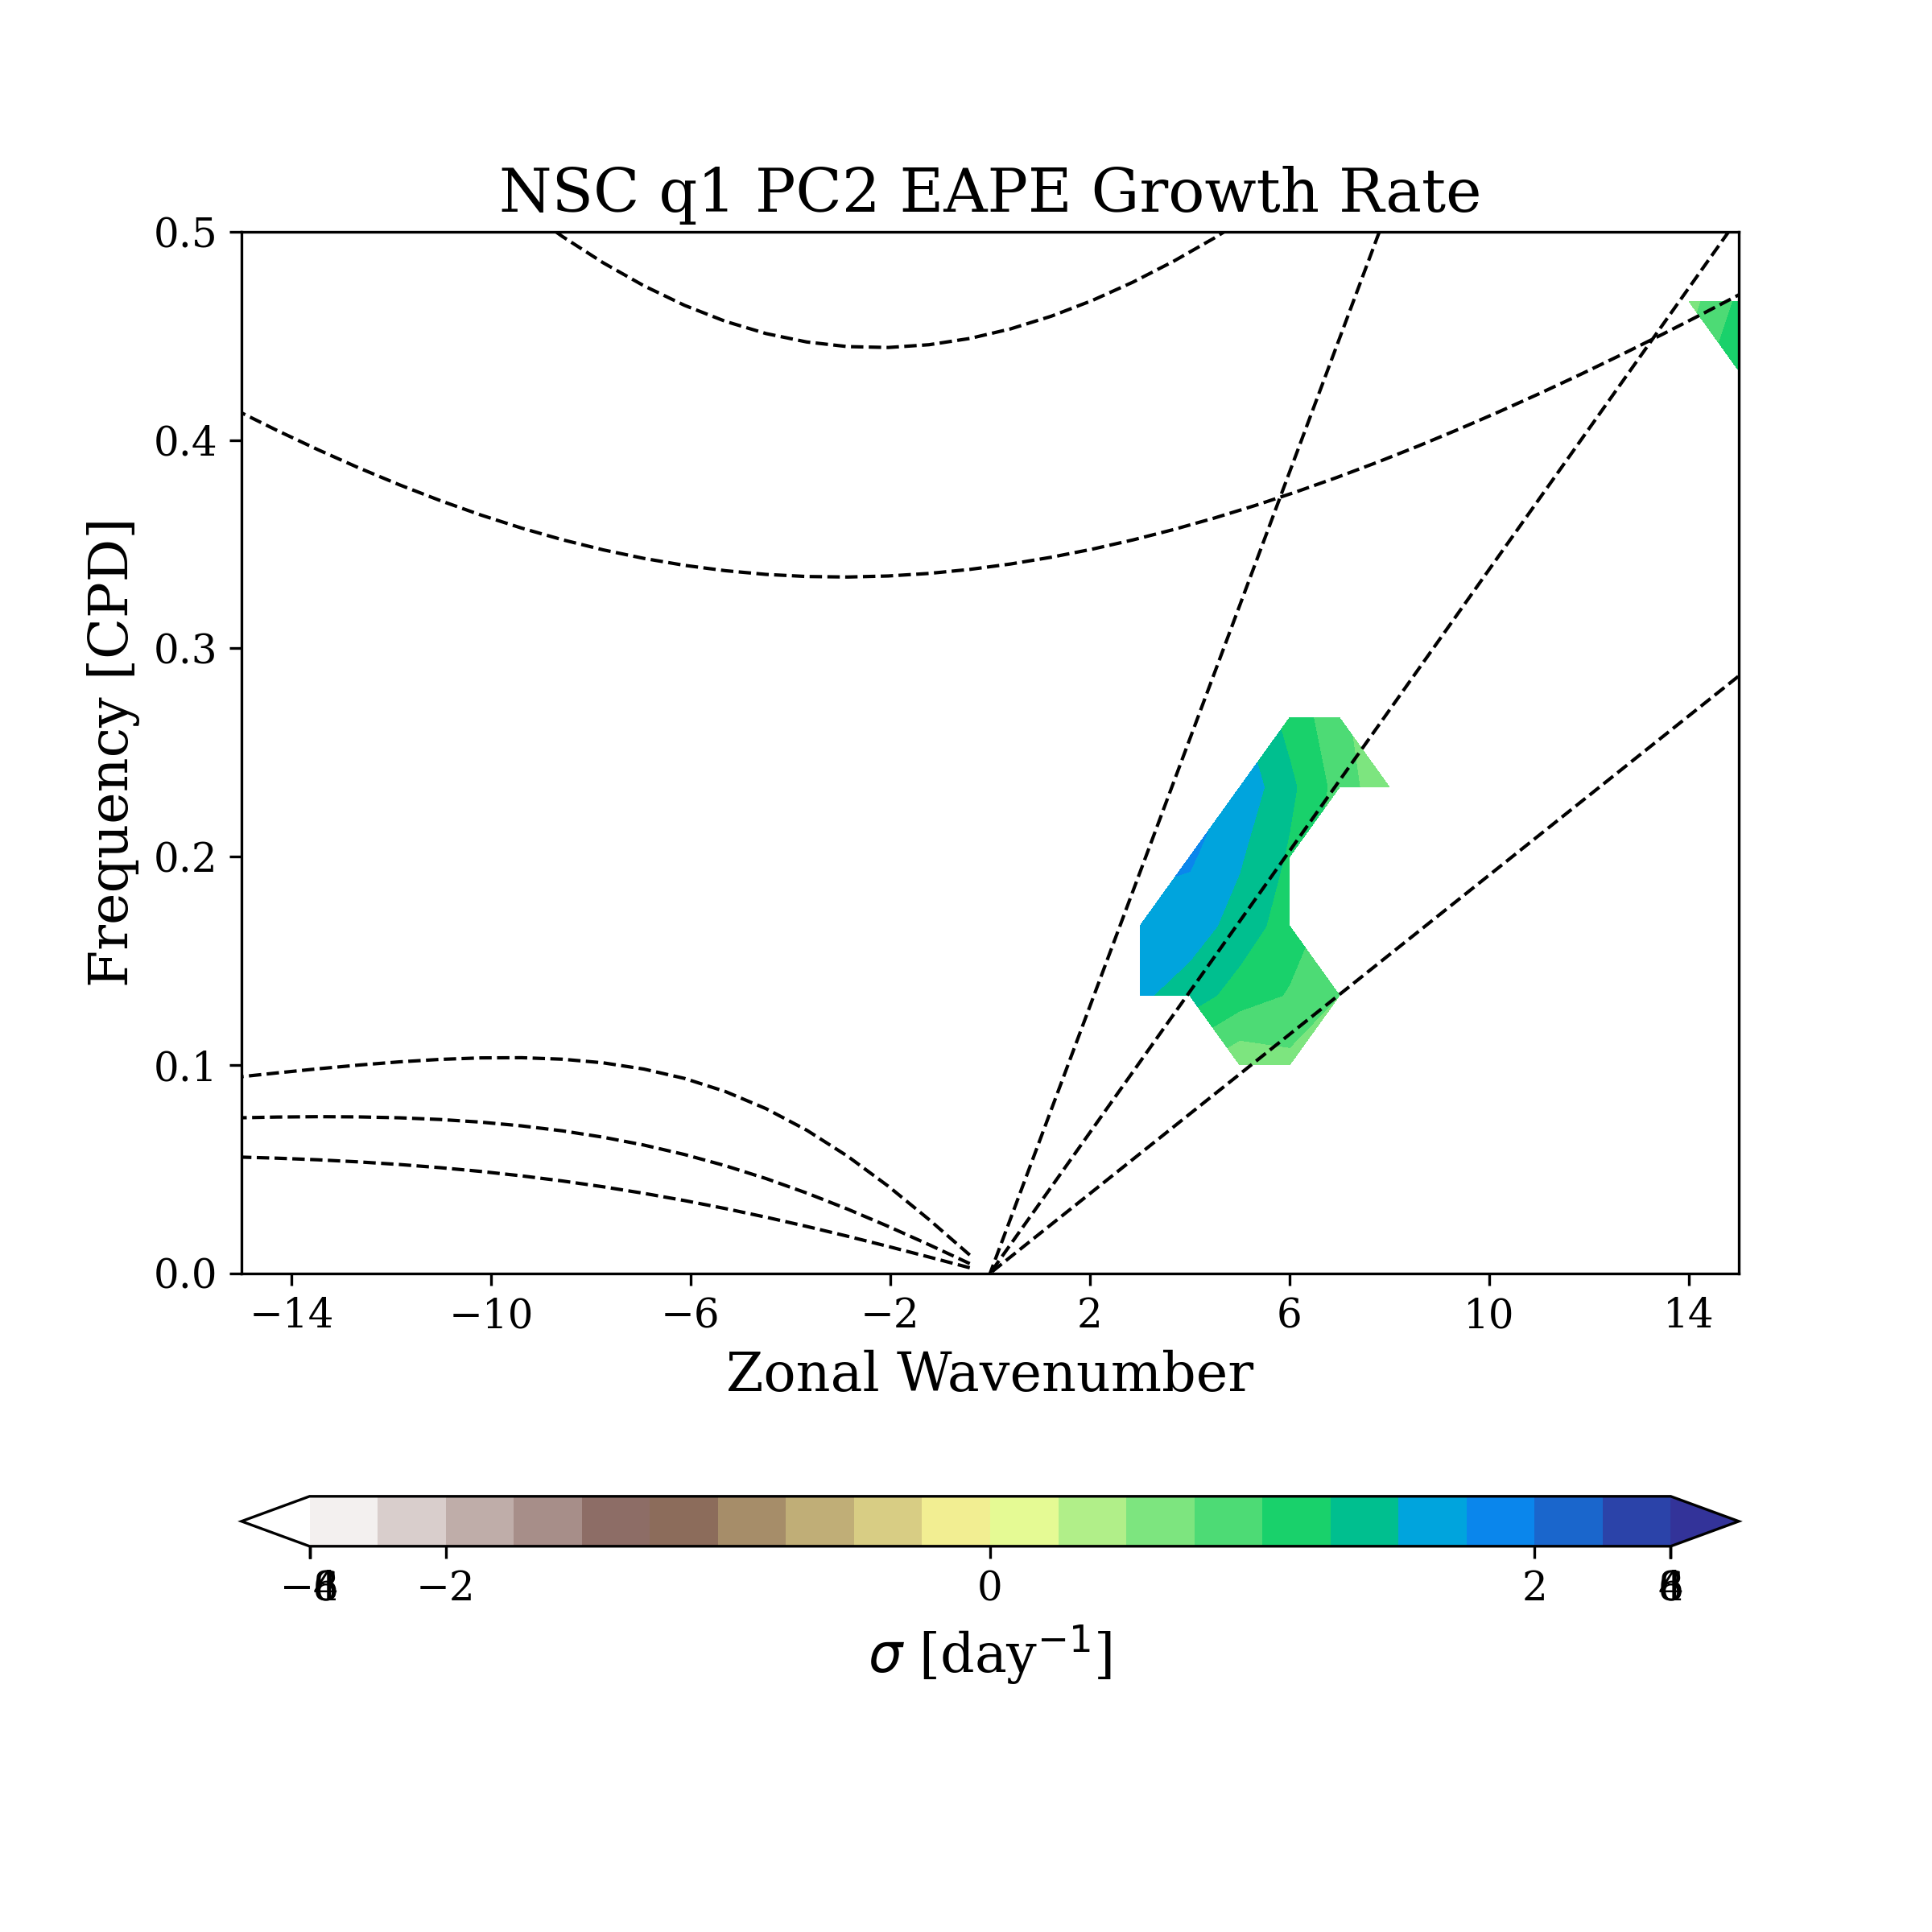 NSC q1 PC2 EAPE Growth Rate
0.5
0.4
0.3
0.2
0.1
0.0
Frequency [CPD]
−14 −10 −6 −2 2 6 10 14
Zonal Wavenumber
−2 0 2
σ [day⁻¹]